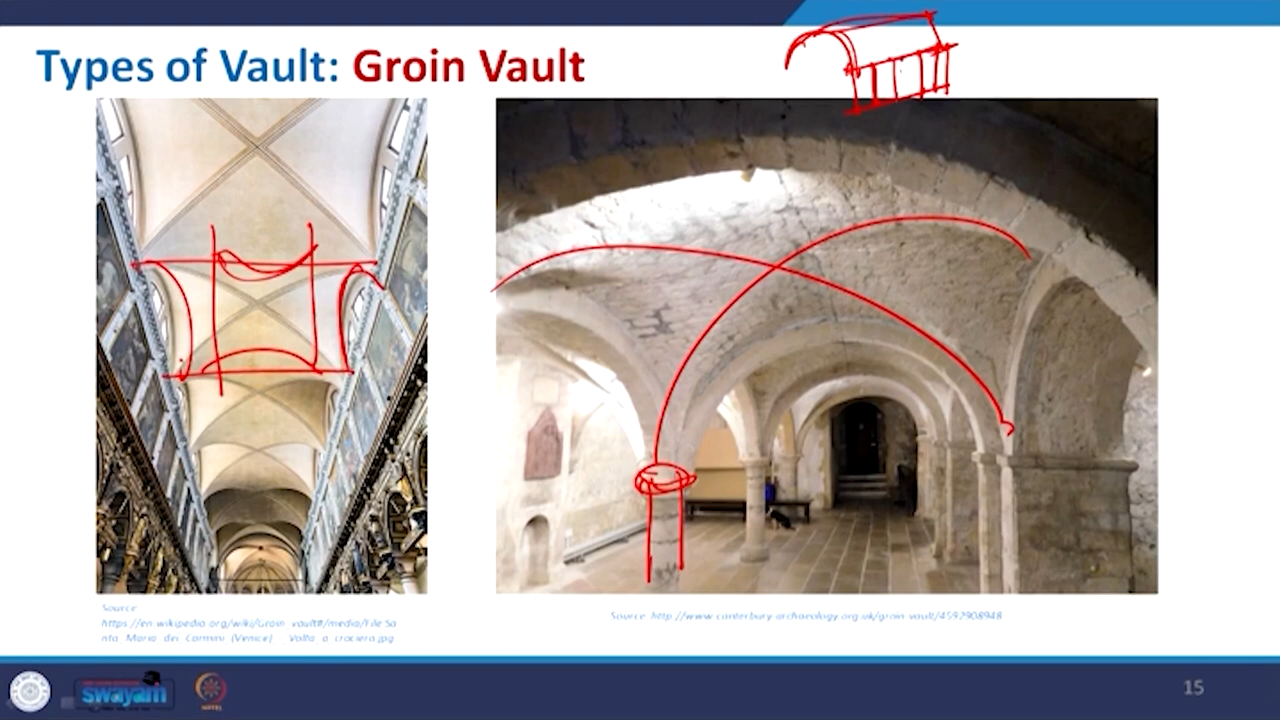 Types of Vault: Groin Vault
Source
https://en.wikipedia.org/wiki/Groin_vault#/media/File:Sa
nta_Maria_dei_Carmini_(Venice)_-_Volta_a_crociera.jpg
Source: http://www.canterbury-archaeology.org.uk/groin-vault/4592908948
swayam
15